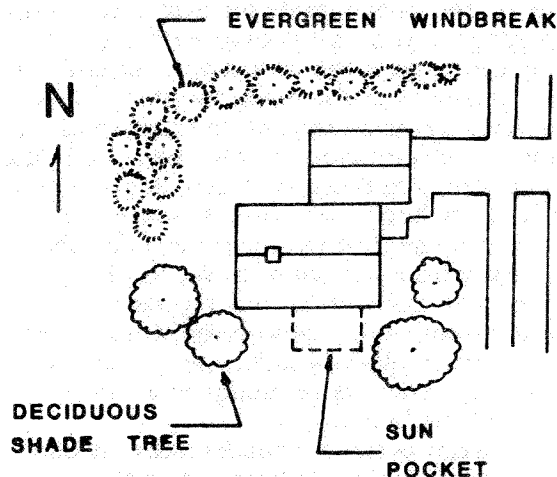 EVERGREEN WINDBREAK
N
DECIDUOUS
SHADE TREE
SUN
POCKET